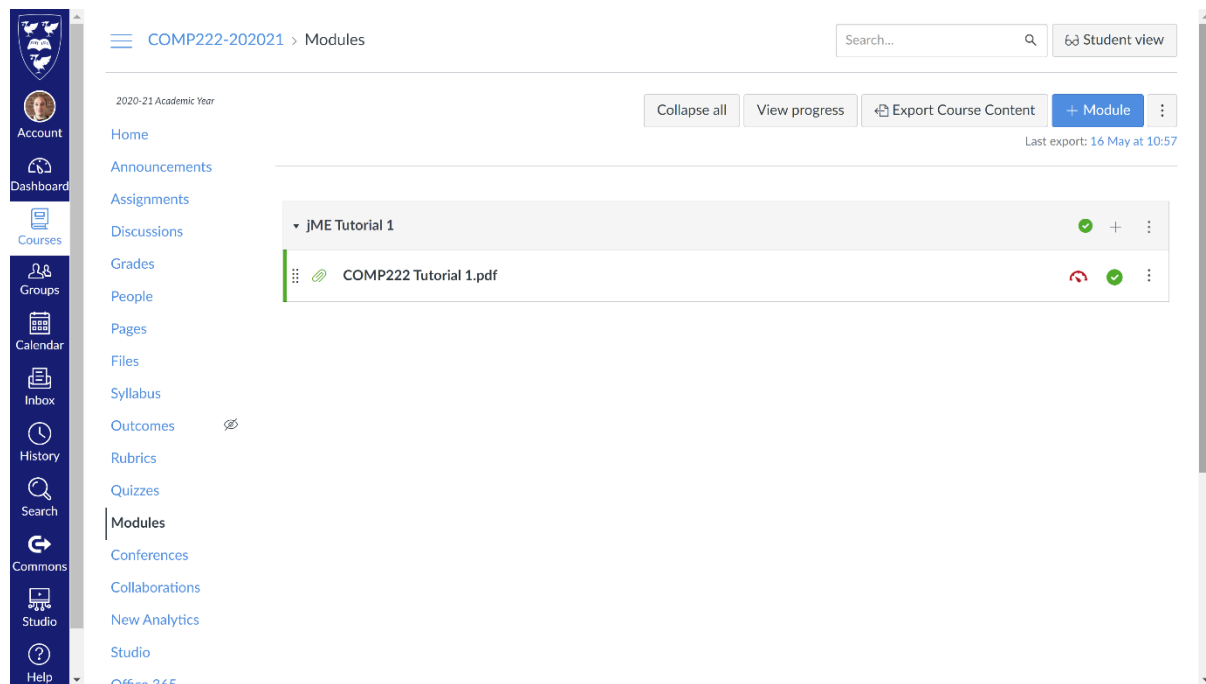 COMP222-202021 > Modules
Search...
Student view
2020-21 Academic Year
Collapse all
View progress
Export Course Content
+ Module
Last export: 16 May at 10:57
Account
Dashboard
Courses
Groups
Calendar
Inbox
History
Search
Commons
Studio
Help
Home
Announcements
Assignments
Discussions
Grades
People
Pages
Files
Syllabus
Outcomes
Rubrics
Quizzes
Modules
Conferences
Collaborations
New Analytics
Studio
Office 365
jME Tutorial 1
COMP222 Tutorial 1.pdf